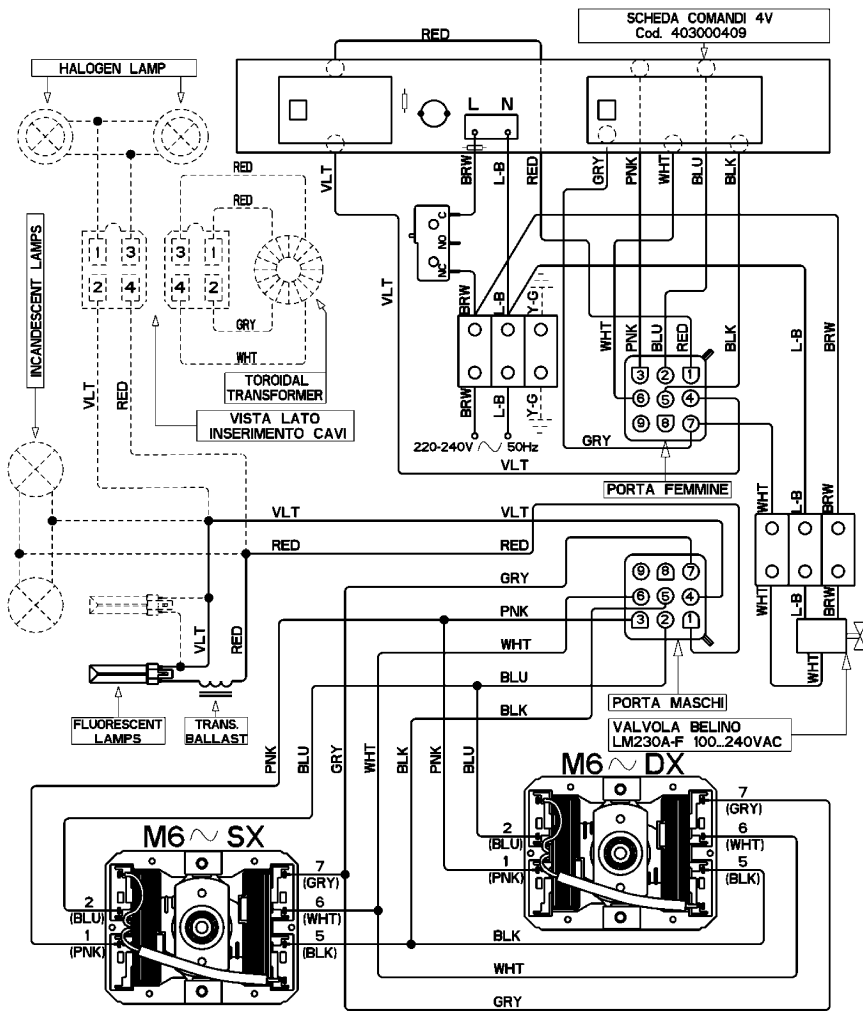 SCHEDA COMANDI 4V
Cod. 403000409
RED
HALOGEN LAMP
L N
RED
RED
VLT
BRW
L-B
RED
GRY
PNK
WHT
BLU
BLK
C
NO
NC
1 3
2 4
3 1
4 2
INCANDESCENT LAMPS
GRY
WHT
VLT
BRW
L-B
Y-G
WHT
PNK
BLU
RED
BLK
L-B
BRW
VLT
RED
TOROIDAL
TRANSFORMER
VISTA LATO
INSERIMENTO CAVI
3 2 1
6 5 4
9 8 7
BRW
L-B
Y-G
220-240V ~ 50Hz
GRY
VLT
PORTA FEMMINE
WHT
L-B
BRW
VLT VLT
RED RED
GRY
9 8 7
6 5 4
3 2 1
PNK
WHT
L-B
BRW
VLT
RED
WHT
WHT
BLU
PORTA MASCHI
BLK
FLUORESCENT
LAMPS
TRANS.
BALLAST
VALVOLA BELINO
LM230A-F 100...240VAC
PNK
BLU
GRY
WHT
BLK
PNK
BLU
M6 ~ DX
7
(GRY)
2
(BLU)
6
(WHT)
1
(PNK)
5
(BLK)
M6 ~ SX
7
(GRY)
2
(BLU)
6
(WHT)
1
(PNK)
5
(BLK)
BLK
WHT
GRY